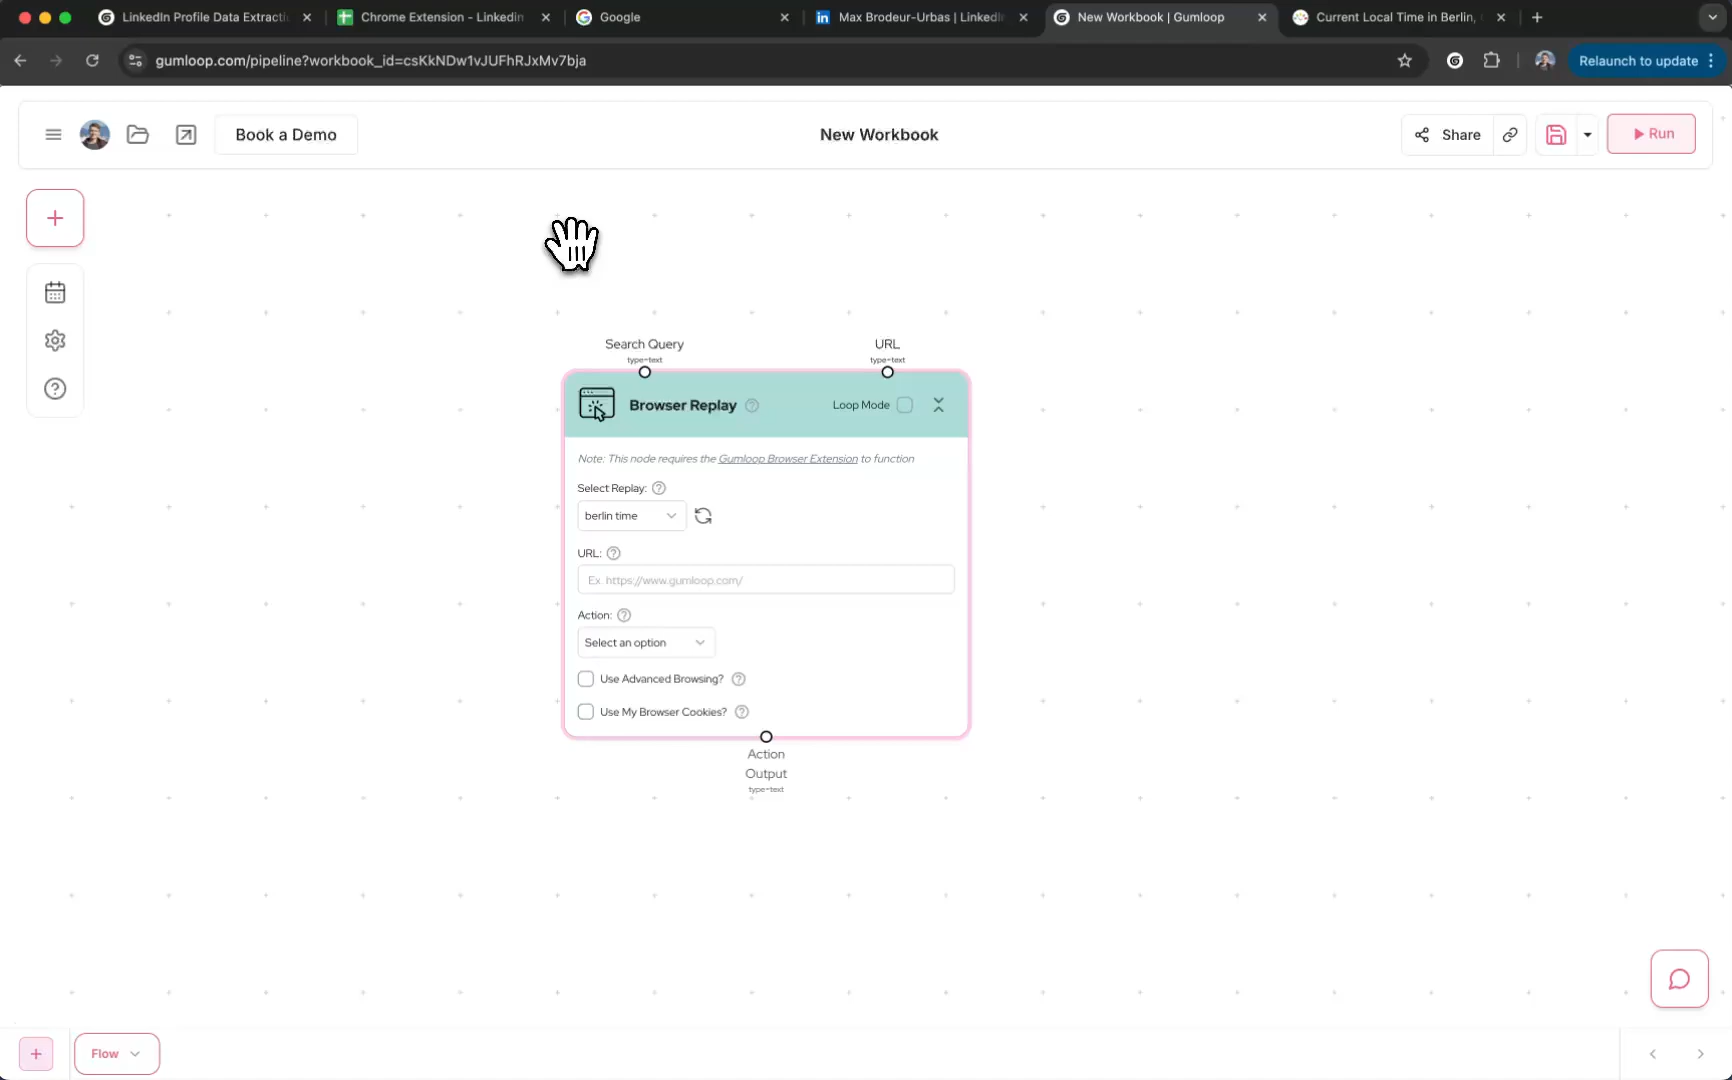 LinkedIn Profile Data Extracti
Chrome Extension - LinkedIn
Google
Max Brodeur-Urbas | LinkedIn
New Workbook | Gumloop
Current Local Time in Berlin,
gumloop.com/pipeline?workbook_id=csKkNDw1vJUFhRJxMv7bja
Relaunch to update
Book a Demo
New Workbook
Share
Run
Search Query
type=text
URL
type=text
Browser Replay
Loop Mode
Note: This node requires the Gumloop Browser Extension to function
Select Replay:
berlin time
URL:
Ex. https://www.gumloop.com/
Action:
Select an option
Use Advanced Browsing?
Use My Browser Cookies?
Action
Output
type=text
Flow